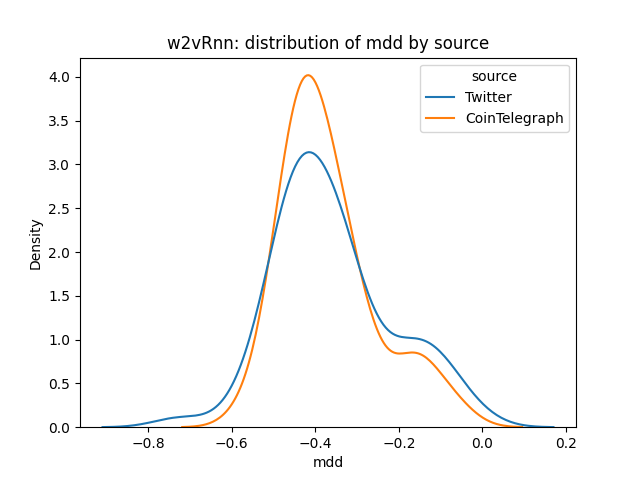 w2vRnn: distribution of mdd by source
source
Twitter
CoinTelegraph
Density
4.0
3.5
3.0
2.5
2.0
1.5
1.0
0.5
0.0
−0.8
−0.6
−0.4
−0.2
0.0
0.2
mdd